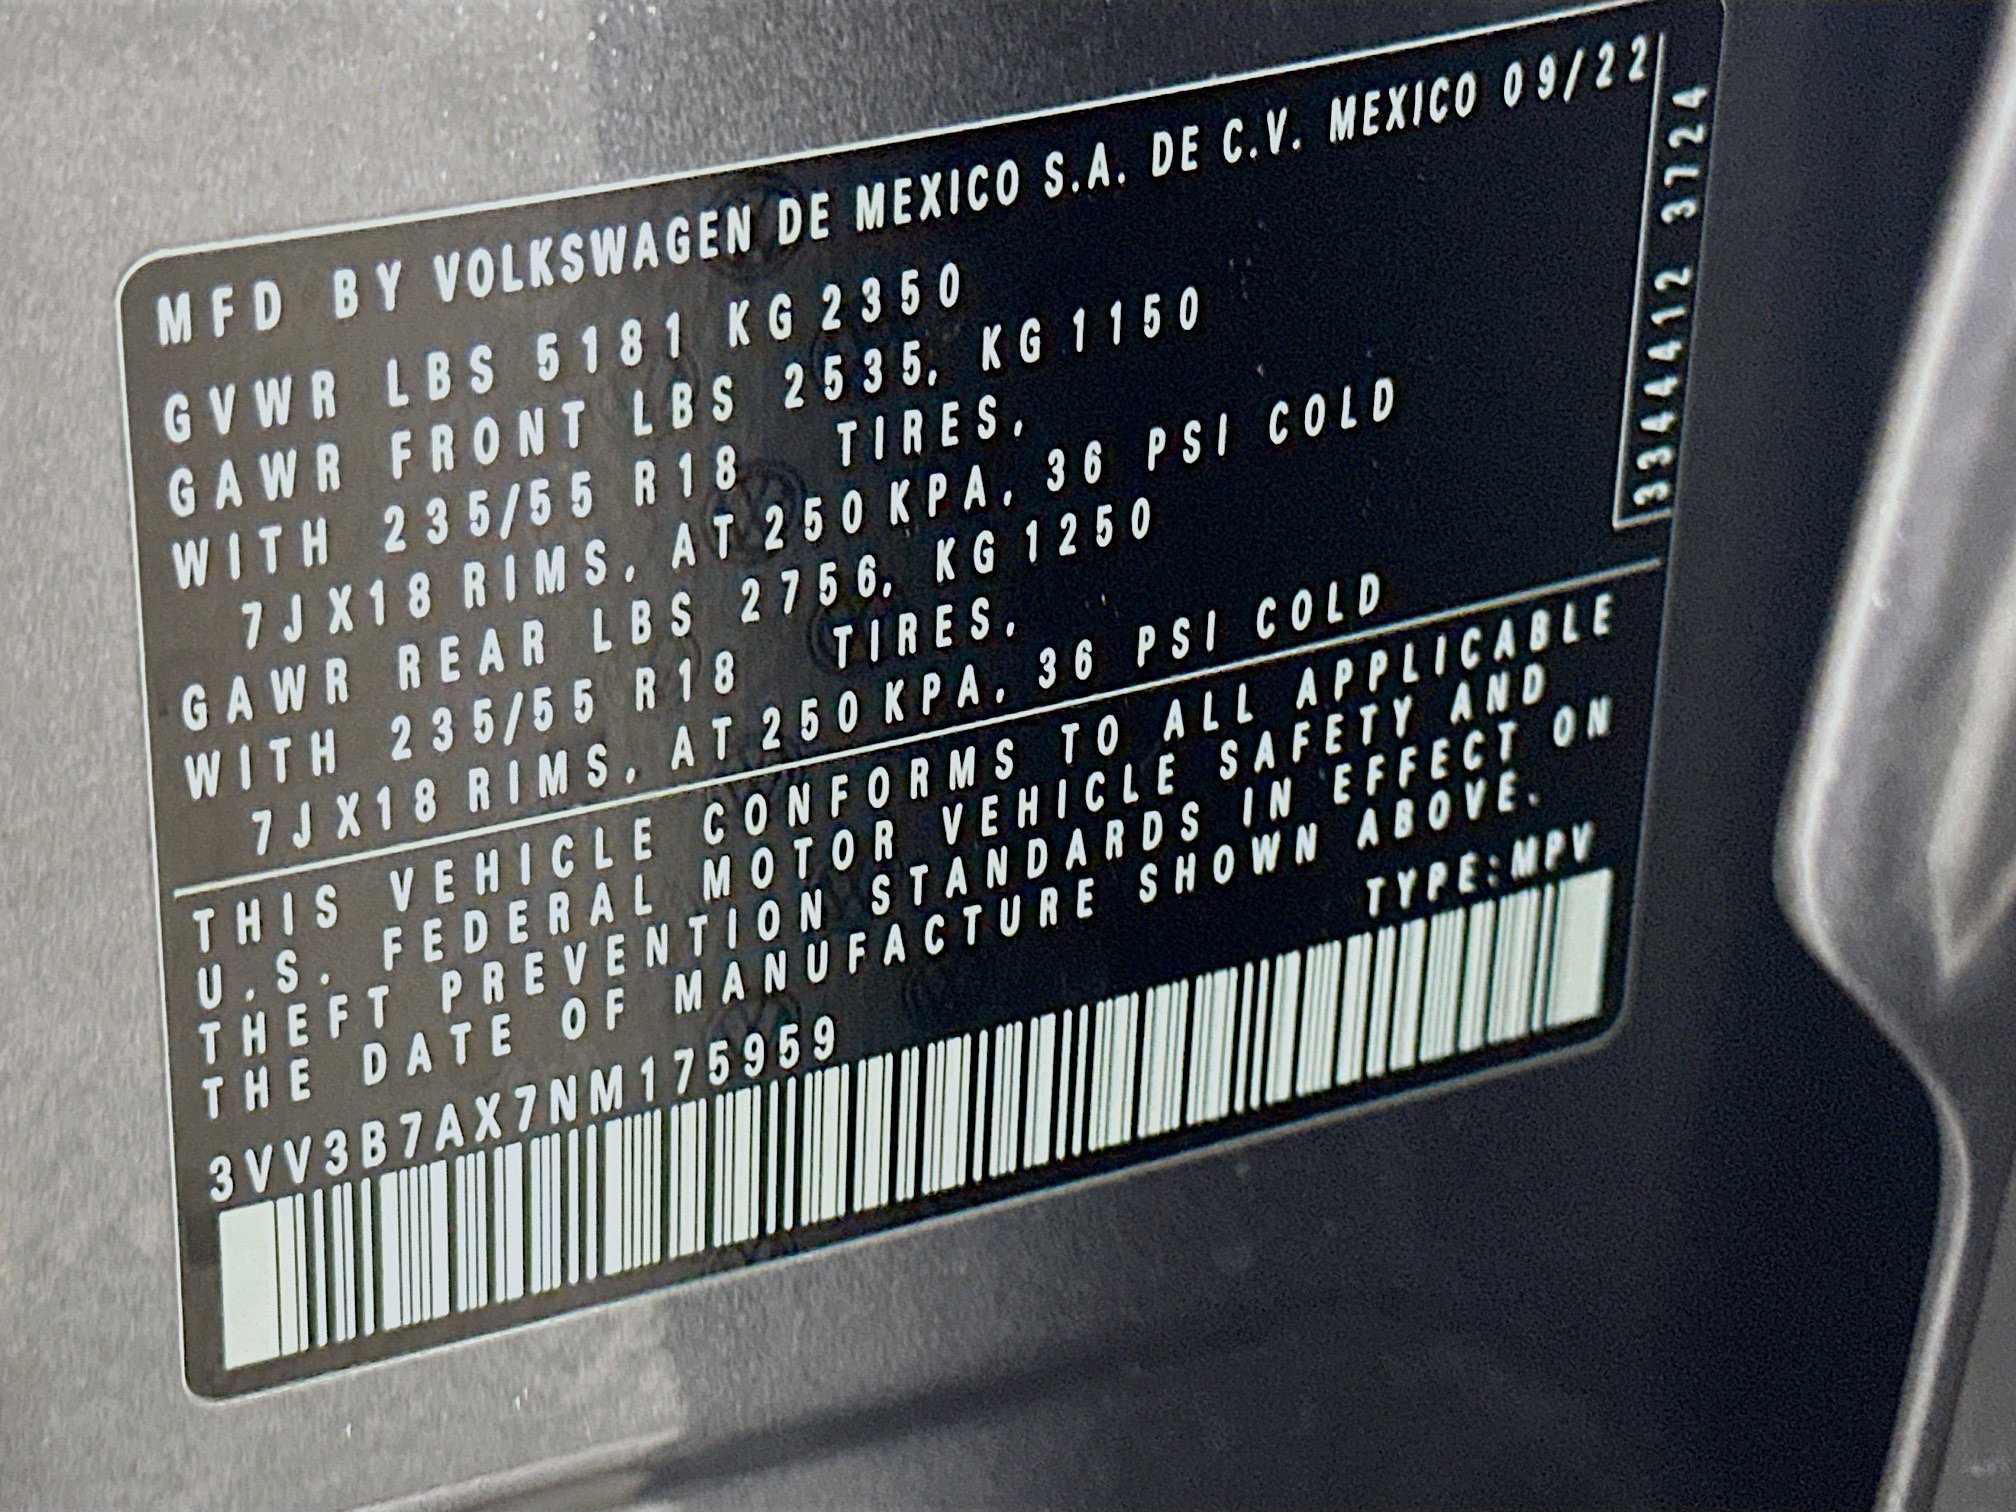 MFD BY VOLKSWAGEN DE MEXICO S.A. DE C.V. MEXICO 09/22
GVWR LBS 5181 KG 2350
GAWR FRONT LBS 2535, KG 1150
WITH 235/55 R18 TIRES,
7JX18 RIMS, AT 250 KPA, 36 PSI COLD
GAWR REAR LBS 2756, KG 1250
WITH 235/55 R18 TIRES,
7JX18 RIMS, AT 250 KPA, 36 PSI COLD
3344412 3724
THIS VEHICLE CONFORMS TO ALL APPLICABLE
U.S. FEDERAL MOTOR VEHICLE SAFETY AND
THEFT PREVENTION STANDARDS IN EFFECT ON
THE DATE OF MANUFACTURE SHOWN ABOVE.
3VV3B7AX7NM175959 TYPE:MPV